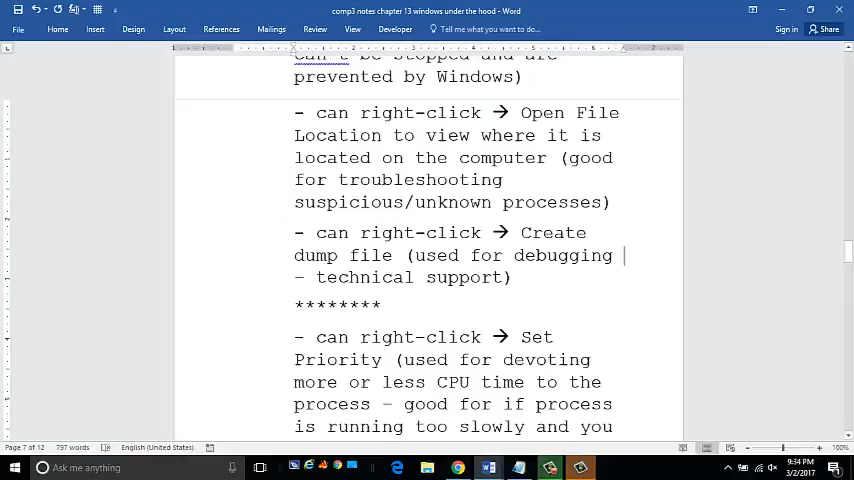 comp3 notes chapter 13 windows under the hood - Word
File Home Insert Design Layout References Mailings Review View Developer Tell me what you want to do... Sign in Share
Can't be stopped and are
prevented by Windows)
- can right-click → Open File
Location to view where it is
located on the computer (good
for troubleshooting
suspicious/unknown processes)
- can right-click → Create
dump file (used for debugging
– technical support)
********
- can right-click → Set
Priority (used for devoting
more or less CPU time to the
process – good for if process
is running too slowly and you
Page 7 of 12 797 words English (United States) 100%
Ask me anything
9:34 PM
3/2/2017